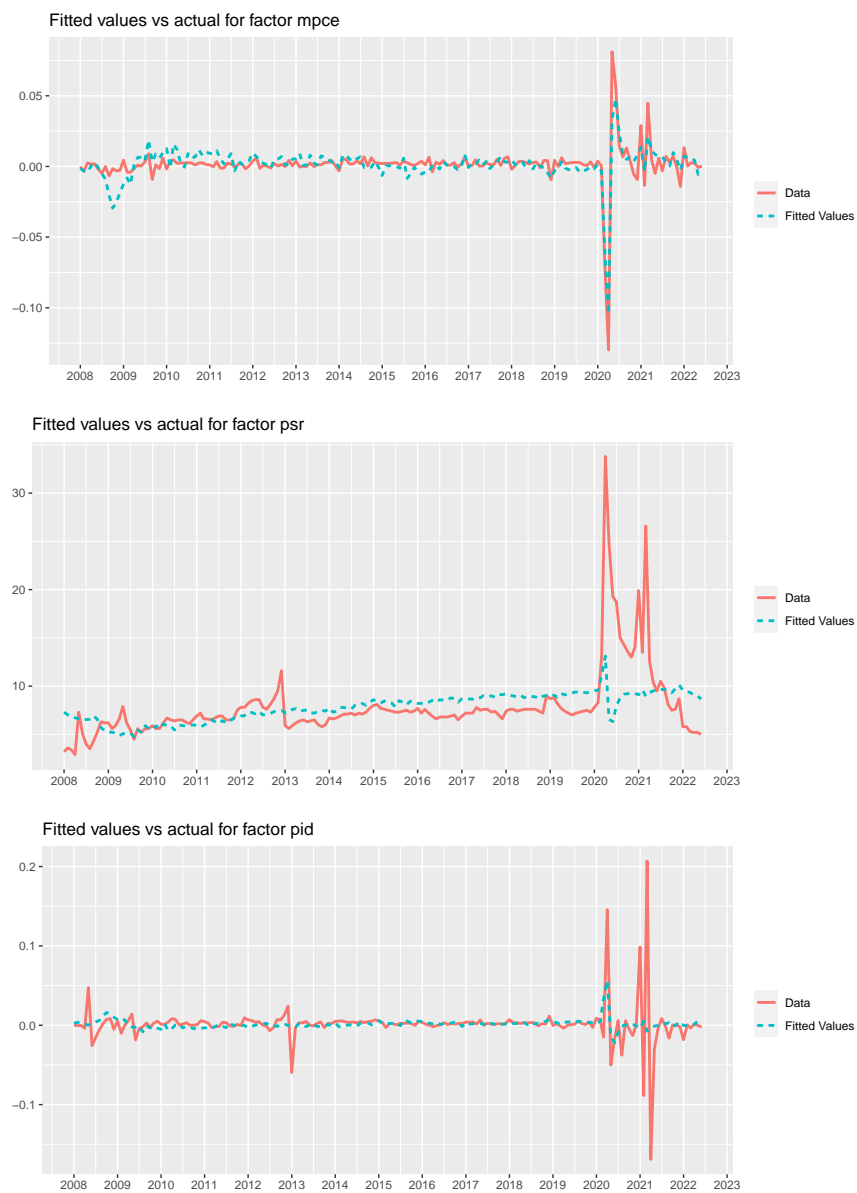 Fitted values vs actual for factor mpce
0.05
0.00
−0.05
−0.10
2008 2009 2010 2011 2012 2013 2014 2015 2016 2017 2018 2019 2020 2021 2022 2023
Data
Fitted Values
Fitted values vs actual for factor psr
30
20
10
2008 2009 2010 2011 2012 2013 2014 2015 2016 2017 2018 2019 2020 2021 2022 2023
Data
Fitted Values
Fitted values vs actual for factor pid
0.2
0.1
0.0
−0.1
2008 2009 2010 2011 2012 2013 2014 2015 2016 2017 2018 2019 2020 2021 2022 2023
Data
Fitted Values